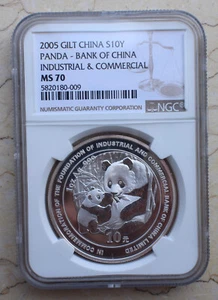 2005 GILT CHINA S10Y
PANDA - BANK OF CHINA
INDUSTRIAL & COMMERCIAL
MS 70
5820180-009
NGC
NUMISMATIC GUARANTY CORPORATION
IN COMMEMORATION OF THE FOUNDATION OF INDUSTRIAL AND COMMERCIAL BANK OF CHINA LIMITED
10元